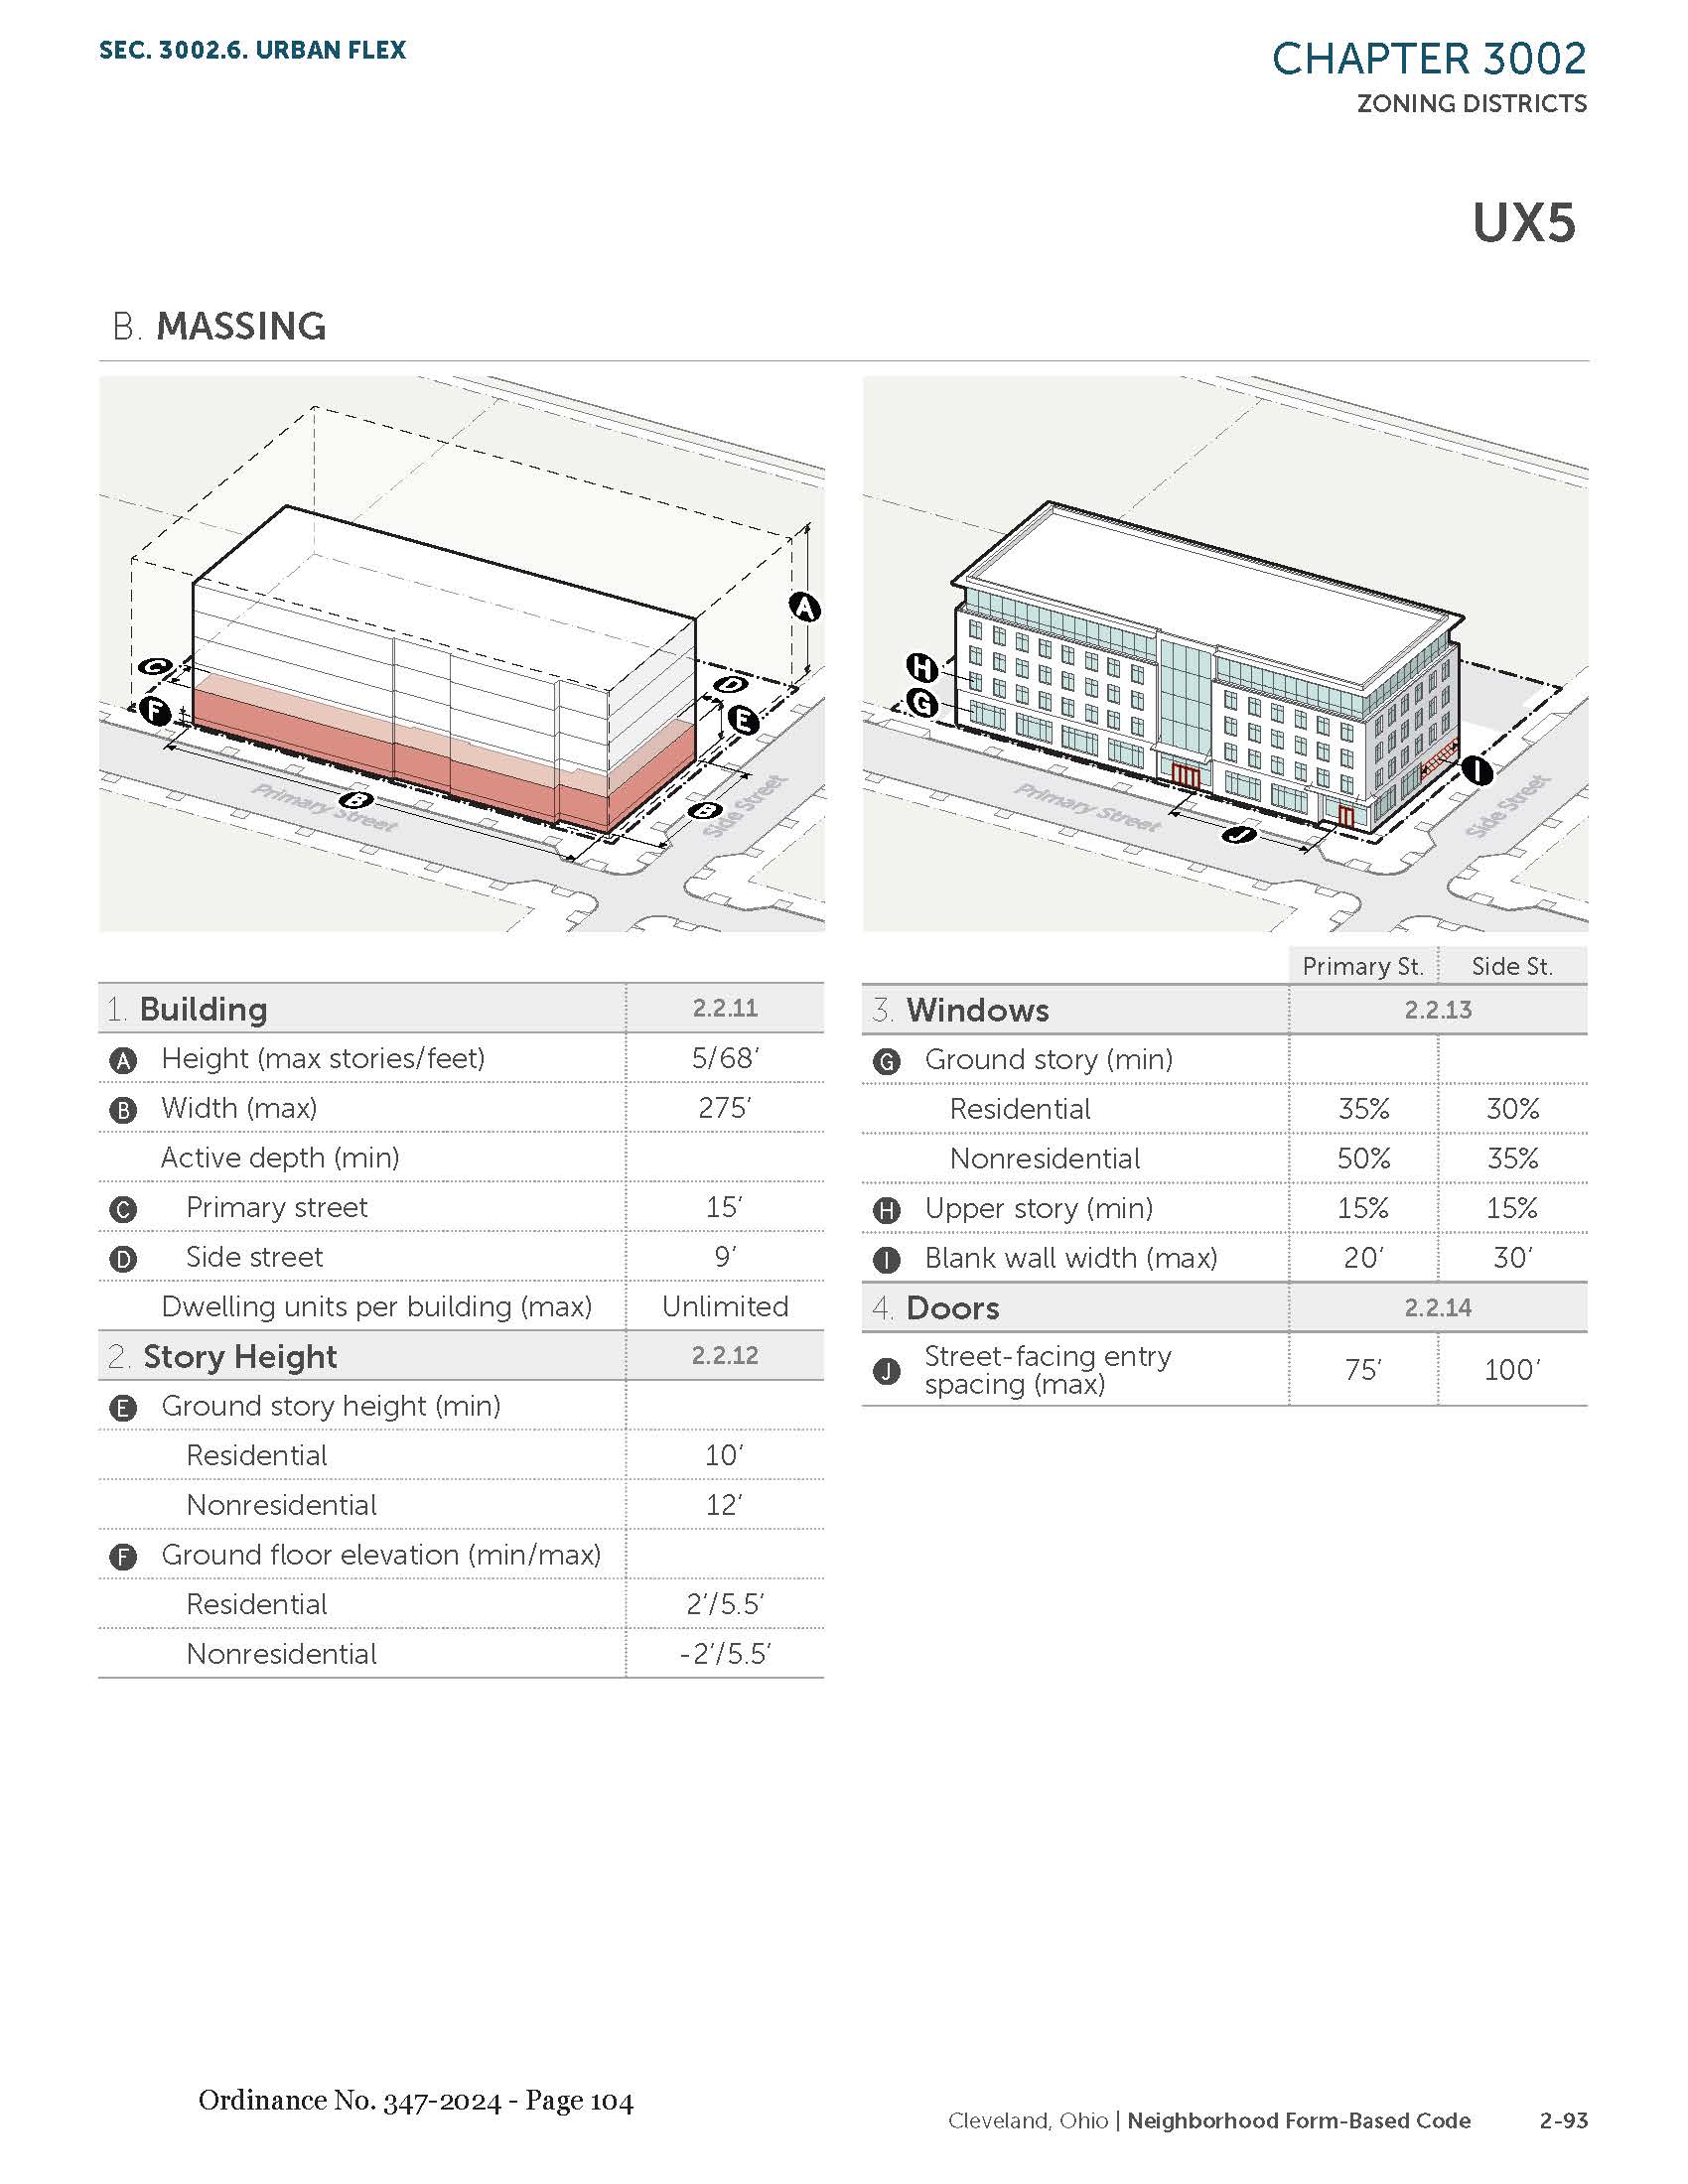 SEC. 3002.6. URBAN FLEX
CHAPTER 3002
ZONING DISTRICTS
UX5
B. MASSING
A
C
D
F
E
B
B
Primary Street
Side Street
H
G
I
J
Primary Street
Side Street
1. Building 2.2.11
A Height (max stories/feet) 5/68′
B Width (max) 275′
Active depth (min)
C Primary street 15′
D Side street 9′
Dwelling units per building (max) Unlimited
2. Story Height 2.2.12
E Ground story height (min)
Residential 10′
Nonresidential 12′
F Ground floor elevation (min/max)
Residential 2′/5.5′
Nonresidential -2′/5.5′
Primary St. Side St.
3. Windows 2.2.13
G Ground story (min)
Residential 35% 30%
Nonresidential 50% 35%
H Upper story (min) 15% 15%
I Blank wall width (max) 20′ 30′
4. Doors 2.2.14
J Street-facing entry
spacing (max) 75′ 100′
Ordinance No. 347-2024 - Page 104
Cleveland, Ohio | Neighborhood Form-Based Code 2-93